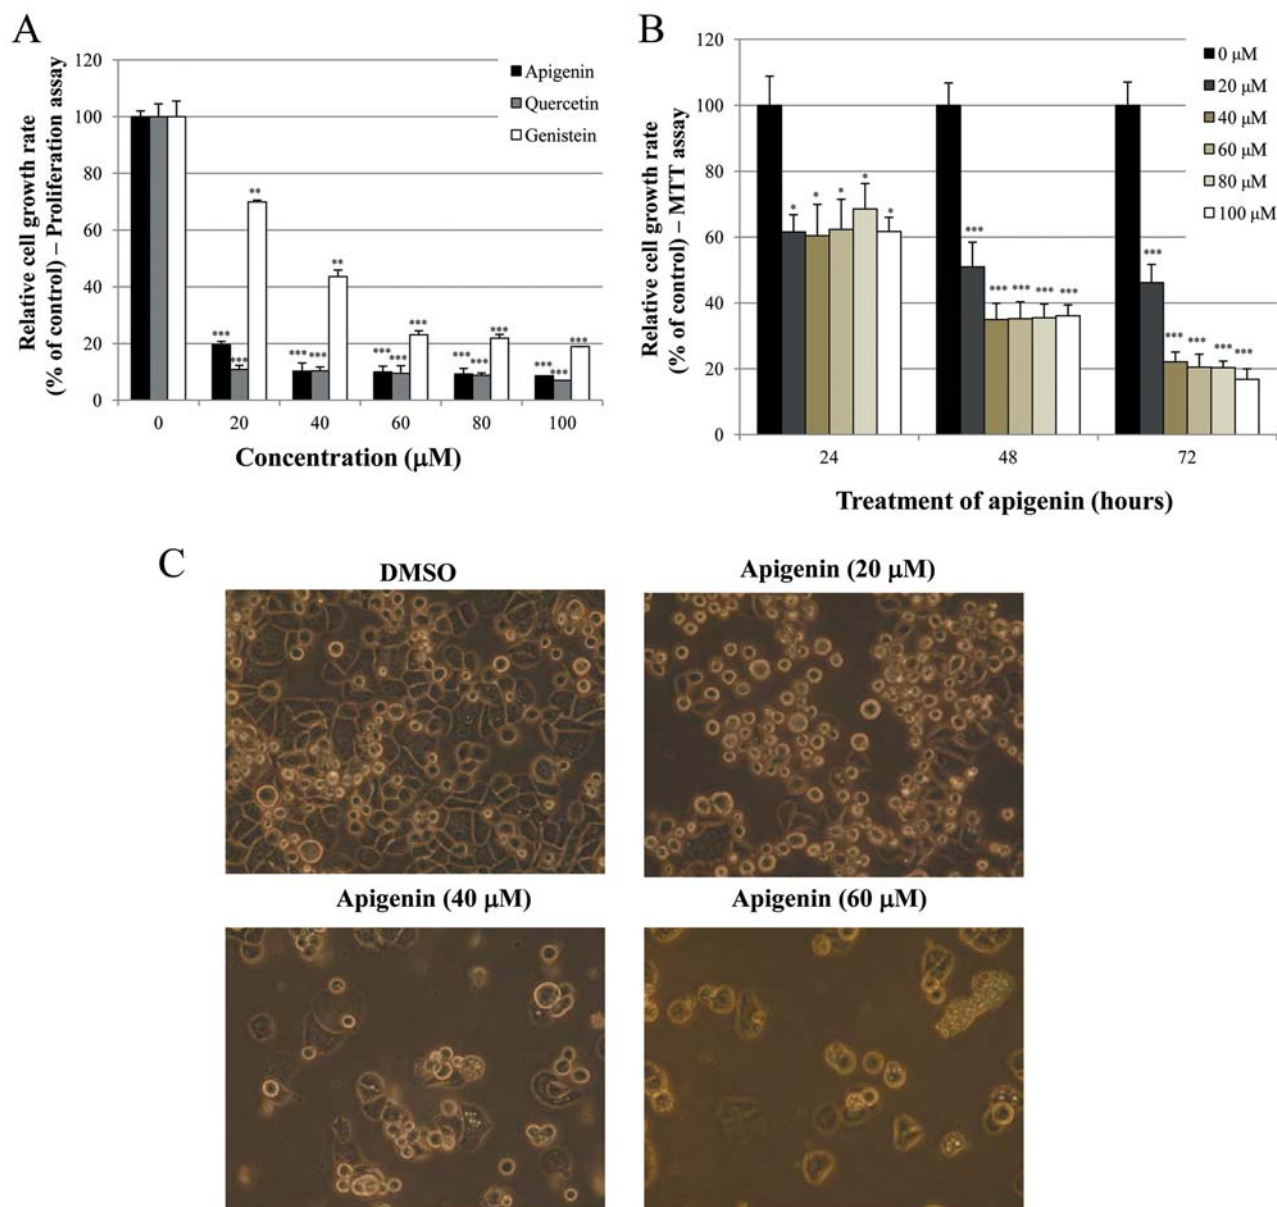 A
Relative cell growth rate
(% of control) – Proliferation assay
120
100
80
60
40
20
0
Apigenin
Quercetin
Genistein
**
**
***
***
***
***
***
***
***
***
***
***
***
***
***
0
20
40
60
80
100
Concentration (μM)
B
Relative cell growth rate
(% of control) – MTT assay
120
100
80
60
40
20
0
0 μM
20 μM
40 μM
60 μM
80 μM
100 μM
* * * * *
*** *** *** *** ***
*** *** *** *** ***
24
48
72
Treatment of apigenin (hours)
C
DMSO
Apigenin (20 μM)
Apigenin (40 μM)
Apigenin (60 μM)